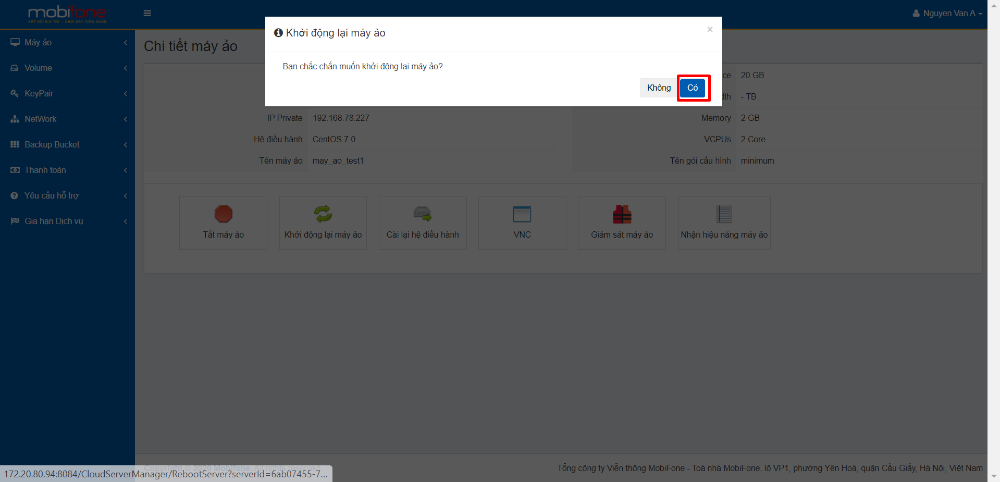 mobifone
KẾT NỐI GIÁ TRỊ - KHƠI DẬY TIỀM NĂNG
Nguyen Van A
Khởi động lại máy ảo
×
Bạn chắc chắn muốn khởi động lại máy ảo?
Không
Có
Máy ảo
Volume
KeyPair
NetWork
Backup Bucket
Thanh toán
Yêu cầu hỗ trợ
Gia hạn Dịch vụ
Chi tiết máy ảo
20 GB
- TB
IP Private 192.168.78.227
Memory 2 GB
Hệ điều hành CentOS 7.0
VCPUs 2 Core
Tên máy ảo may_ao_test1
Tên gói cấu hình minimum
Tắt máy ảo
Khởi động lại máy ảo
Cài lại hệ điều hành
VNC
Giám sát máy ảo
Nhận hiệu năng máy ảo
Copyright © 2020 Mobifone. All rights reserved.
Tổng công ty Viễn thông MobiFone - Toà nhà MobiFone, lô VP1, phường Yên Hoà, quận Cầu Giấy, Hà Nội, Việt Nam
172.20.80.94:8084/CloudServerManager/RebootServer?serverId=6ab07455-7...